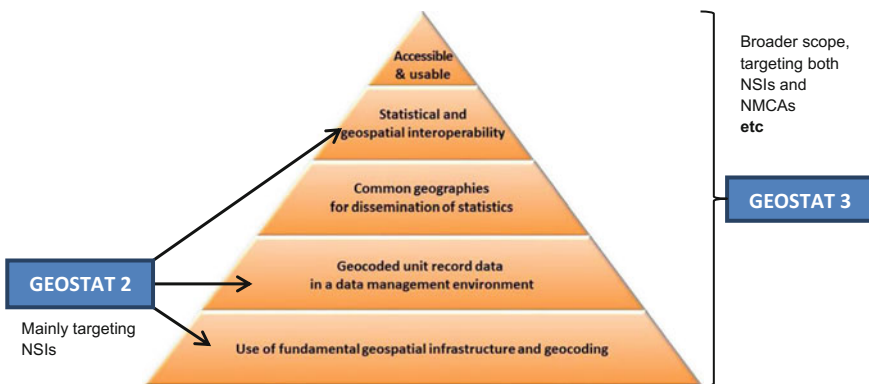 Accessible
& usable
Statistical and
geospatial interoperability
Common geographies
for dissemination of statistics
Geocoded unit record data
in a data management environment
Use of fundamental geospatial infrastructure and geocoding
GEOSTAT 2
Mainly targeting
NSIs
Broader scope,
targeting both
NSIs and
NMCAs
etc
GEOSTAT 3